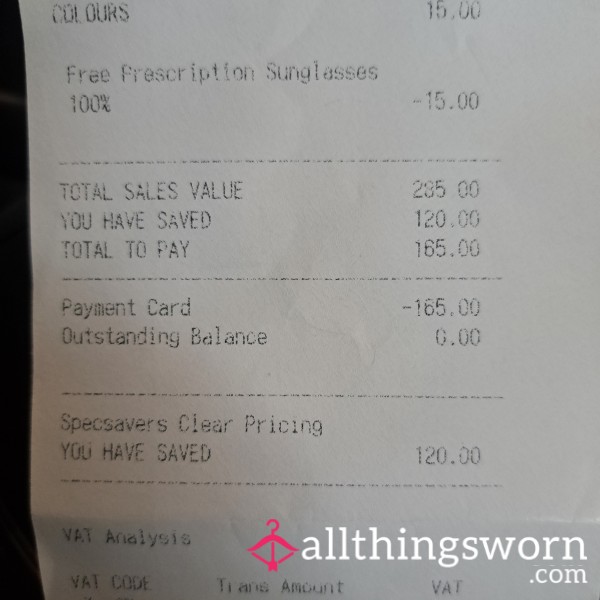 COLOURS 15.00
Free Prescription Sunglasses
100% -15.00
TOTAL SALES VALUE 285.00
YOU HAVE SAVED 120.00
TOTAL TO PAY 165.00
Payment Card -165.00
Outstanding Balance 0.00
Specsavers Clear Pricing
YOU HAVE SAVED 120.00
VAT Analysis
allthingsworn
.com
VAT CODE Trans Amount VAT